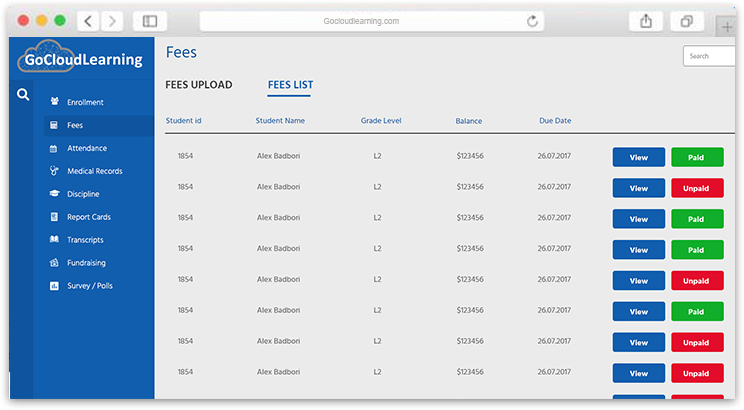 Gocloudlearning.com
GoCloudLearning
Fees
Search
FEES UPLOAD FEES LIST
Enrollment
Fees
Attendance
Medical Records
Discipline
Report Cards
Transcripts
Fundraising
Survey / Polls
Student id Student Name Grade Level Balance Due Date
1854 Alex Badbori L2 $123456 26.07.2017 View Paid
1854 Alex Badbori L2 $123456 26.07.2017 View Unpaid
1854 Alex Badbori L2 $123456 26.07.2017 View Paid
1854 Alex Badbori L2 $123456 26.07.2017 View Paid
1854 Alex Badbori L2 $123456 26.07.2017 View Unpaid
1854 Alex Badbori L2 $123456 26.07.2017 View Paid
1854 Alex Badbori L2 $123456 26.07.2017 View Unpaid
1854 Alex Badbori L2 $123456 26.07.2017 View Unpaid